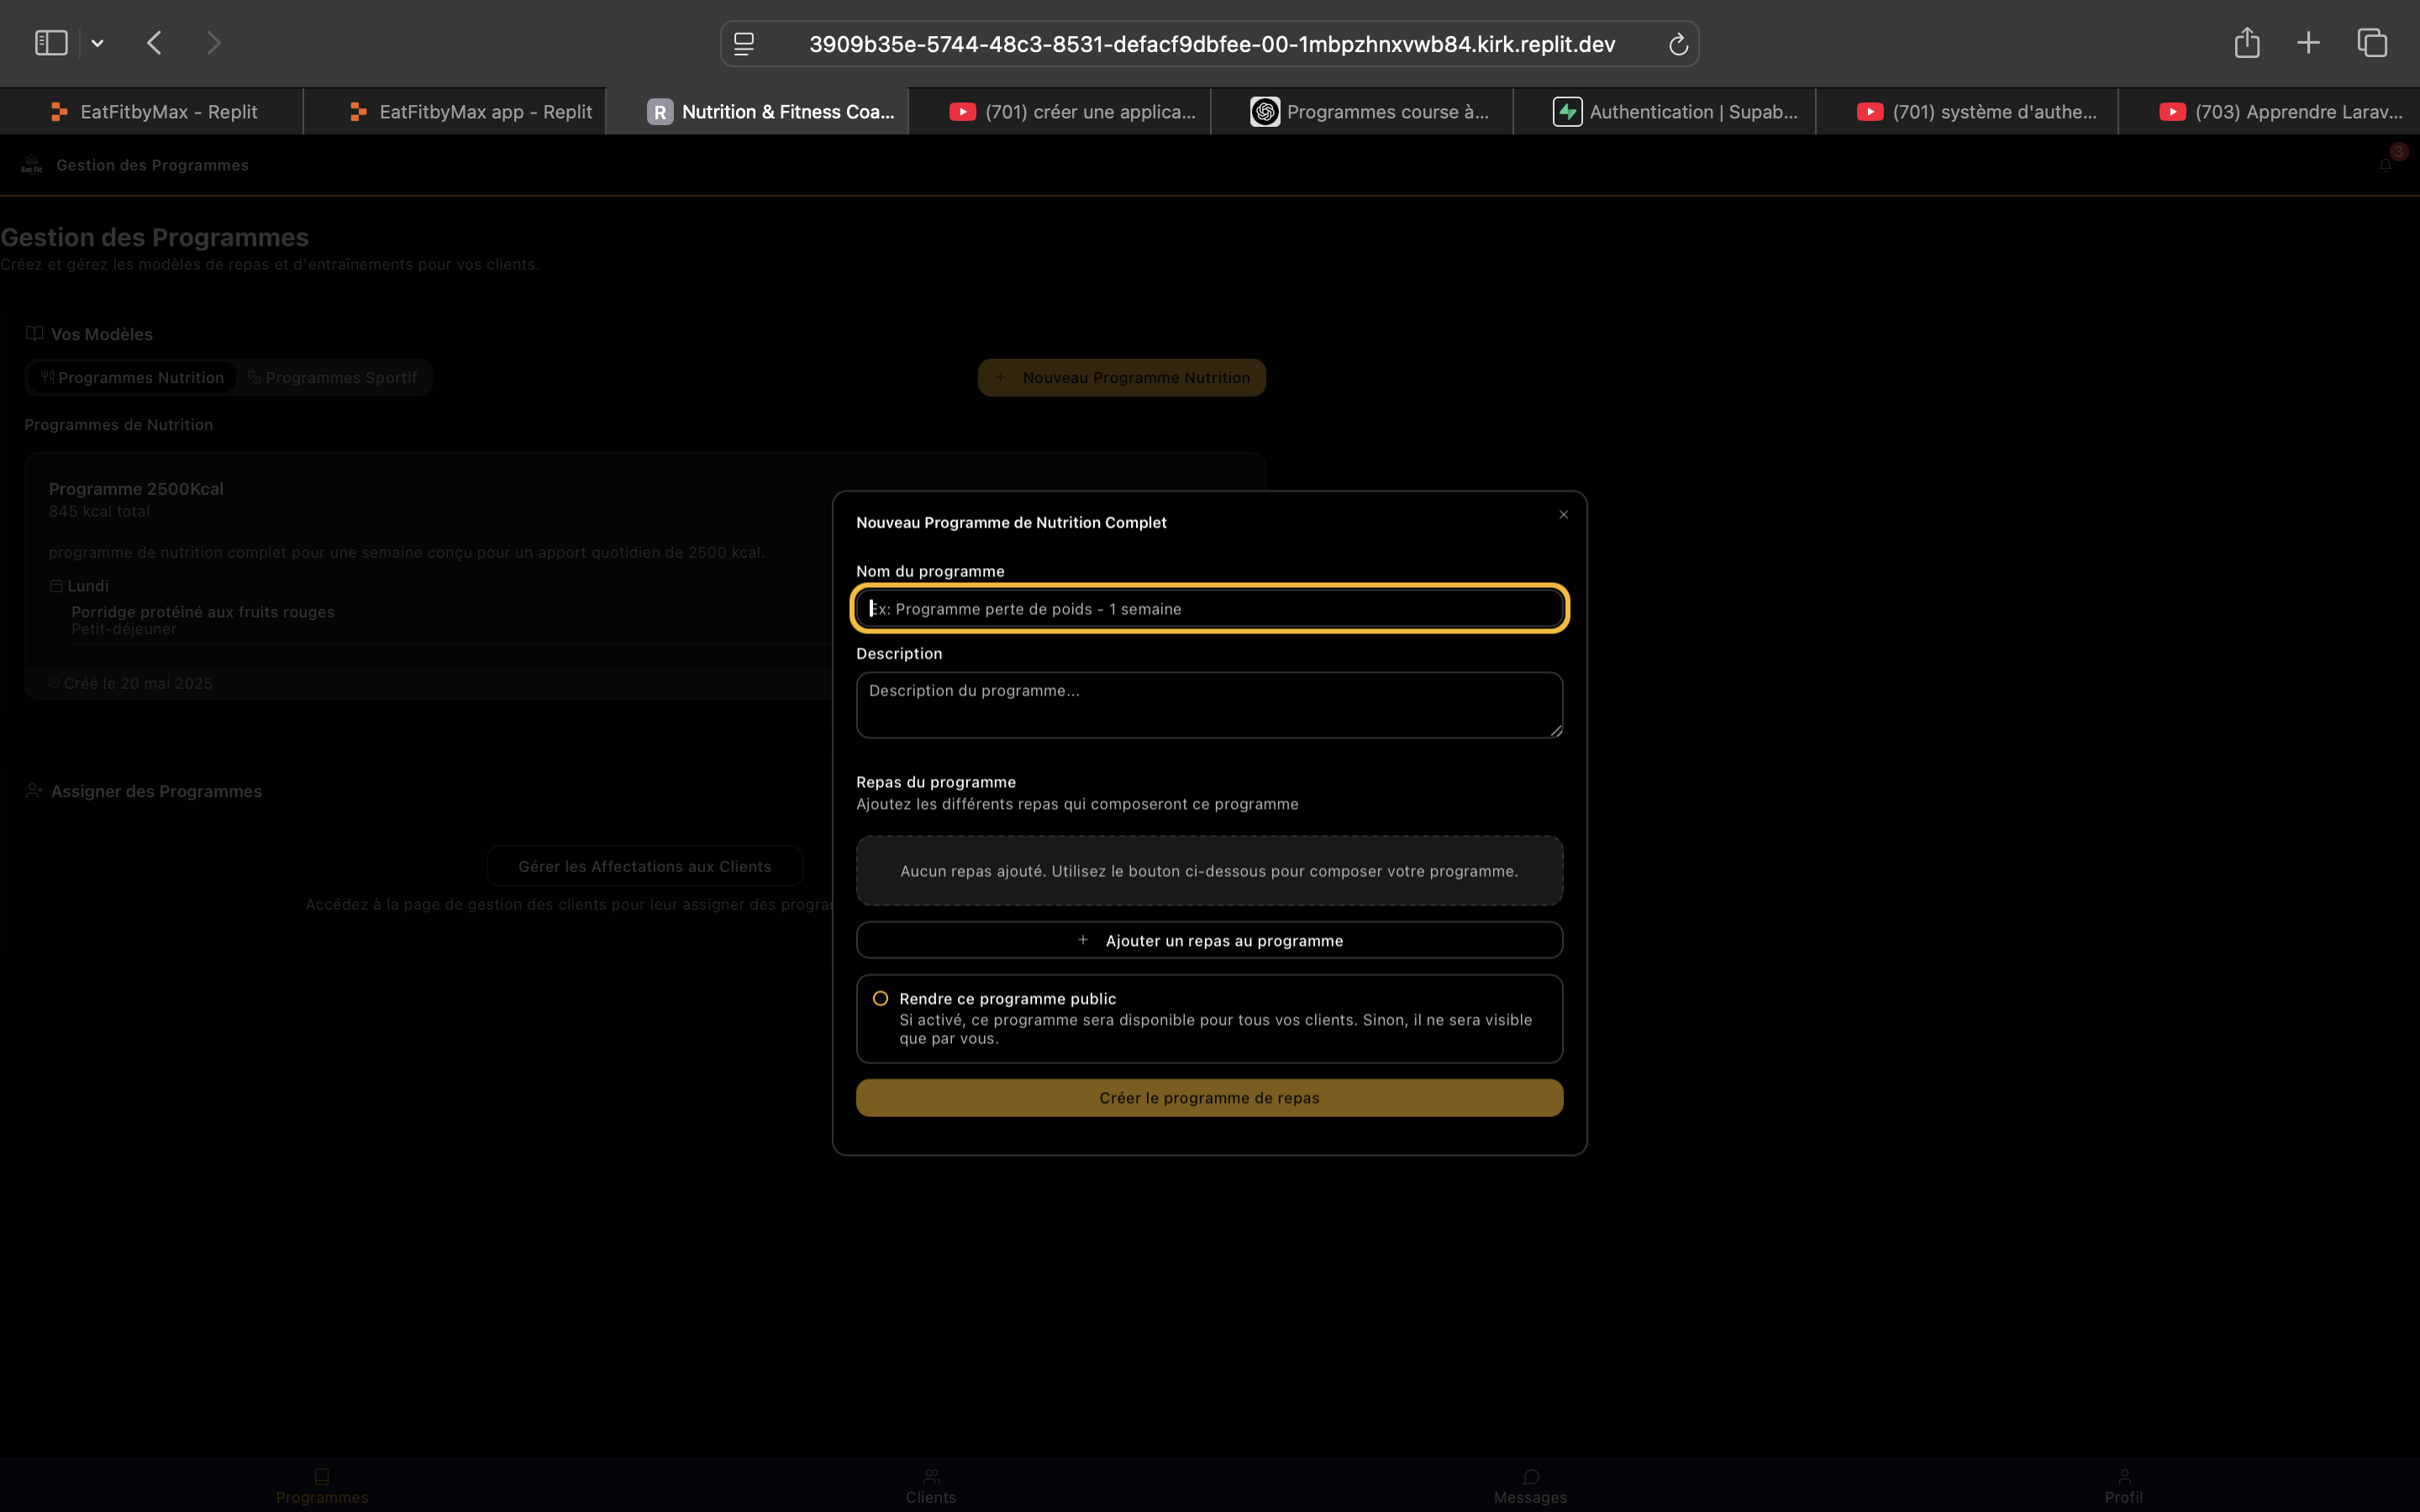 3909b35e-5744-48c3-8531-defacf9dbfee-00-1mbpzhnxvwb84.kirk.replit.dev
EatFitbyMax - Replit
EatFitbyMax app - Replit
R
Nutrition & Fitness Coa...
(701) créer une applica...
Programmes course à...
Authentication | Supab...
(701) système d'authe...
(703) Apprendre Larav...
Eat Fit
Gestion des Programmes
3
Gestion des Programmes
Créez et gérez les modèles de repas et d'entraînements pour vos clients.
Vos Modèles
Programmes Nutrition
Programmes Sportif
+ Nouveau Programme Nutrition
Programmes de Nutrition
Programme 2500Kcal
845 kcal total
programme de nutrition complet pour une semaine conçu pour un apport quotidien de 2500 kcal.
Lundi
Porridge protéiné aux fruits rouges
Petit-déjeuner
Créé le 20 mai 2025
Assigner des Programmes
Gérer les Affectations aux Clients
Accédez à la page de gestion des clients pour leur assigner des progra
Nouveau Programme de Nutrition Complet
Nom du programme
Ex: Programme perte de poids - 1 semaine
Description
Description du programme...
Repas du programme
Ajoutez les différents repas qui composeront ce programme
Aucun repas ajouté. Utilisez le bouton ci-dessous pour composer votre programme.
+ Ajouter un repas au programme
Rendre ce programme public
Si activé, ce programme sera disponible pour tous vos clients. Sinon, il ne sera visible
que par vous.
Créer le programme de repas
Programmes
Clients
Messages
Profil